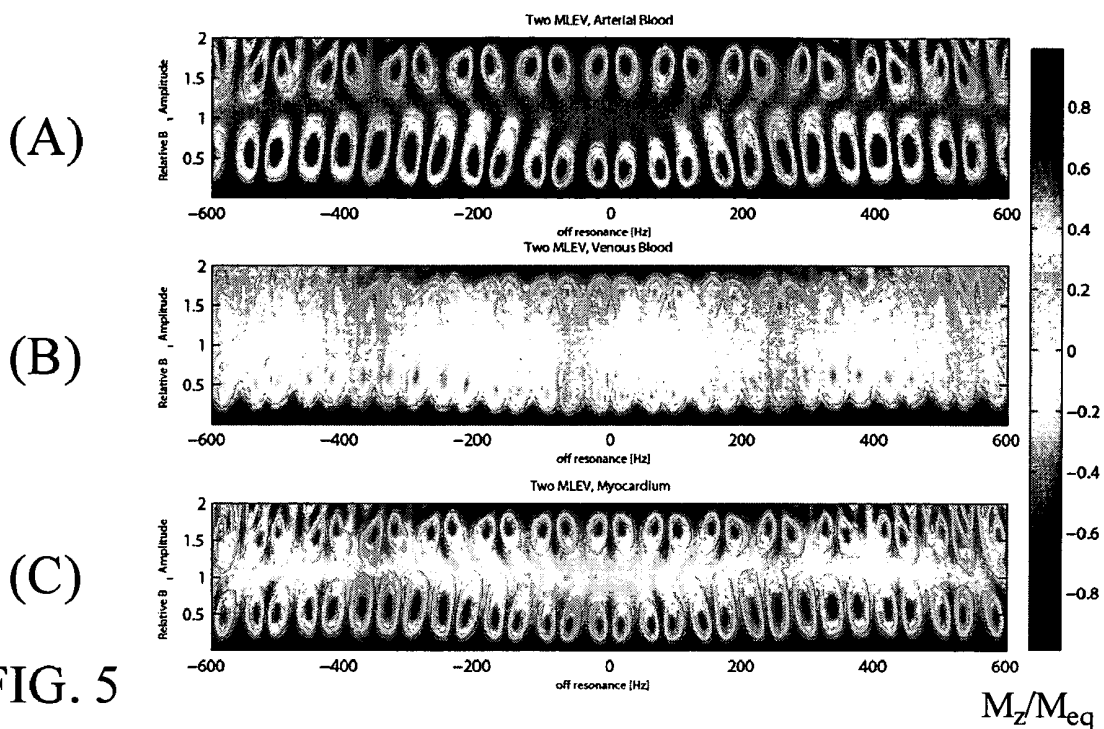 Two MLEV, Arterial Blood
(A)
Relative B₁, Amplitude
2
1.5
1
0.5
−600 −400 −200 0 200 400 600
off resonance [Hz]
Two MLEV, Venous Blood
(B)
Relative B₁, Amplitude
2
1.5
1
0.5
−600 −400 −200 0 200 400 600
off resonance [Hz]
Two MLEV, Myocardium
(C)
Relative B₁, Amplitude
2
1.5
1
0.5
−600 −400 −200 0 200 400 600
off resonance [Hz]
0.8
0.6
0.4
0.2
0
−0.2
−0.4
−0.6
−0.8
FIG. 5
M_z/M_eq